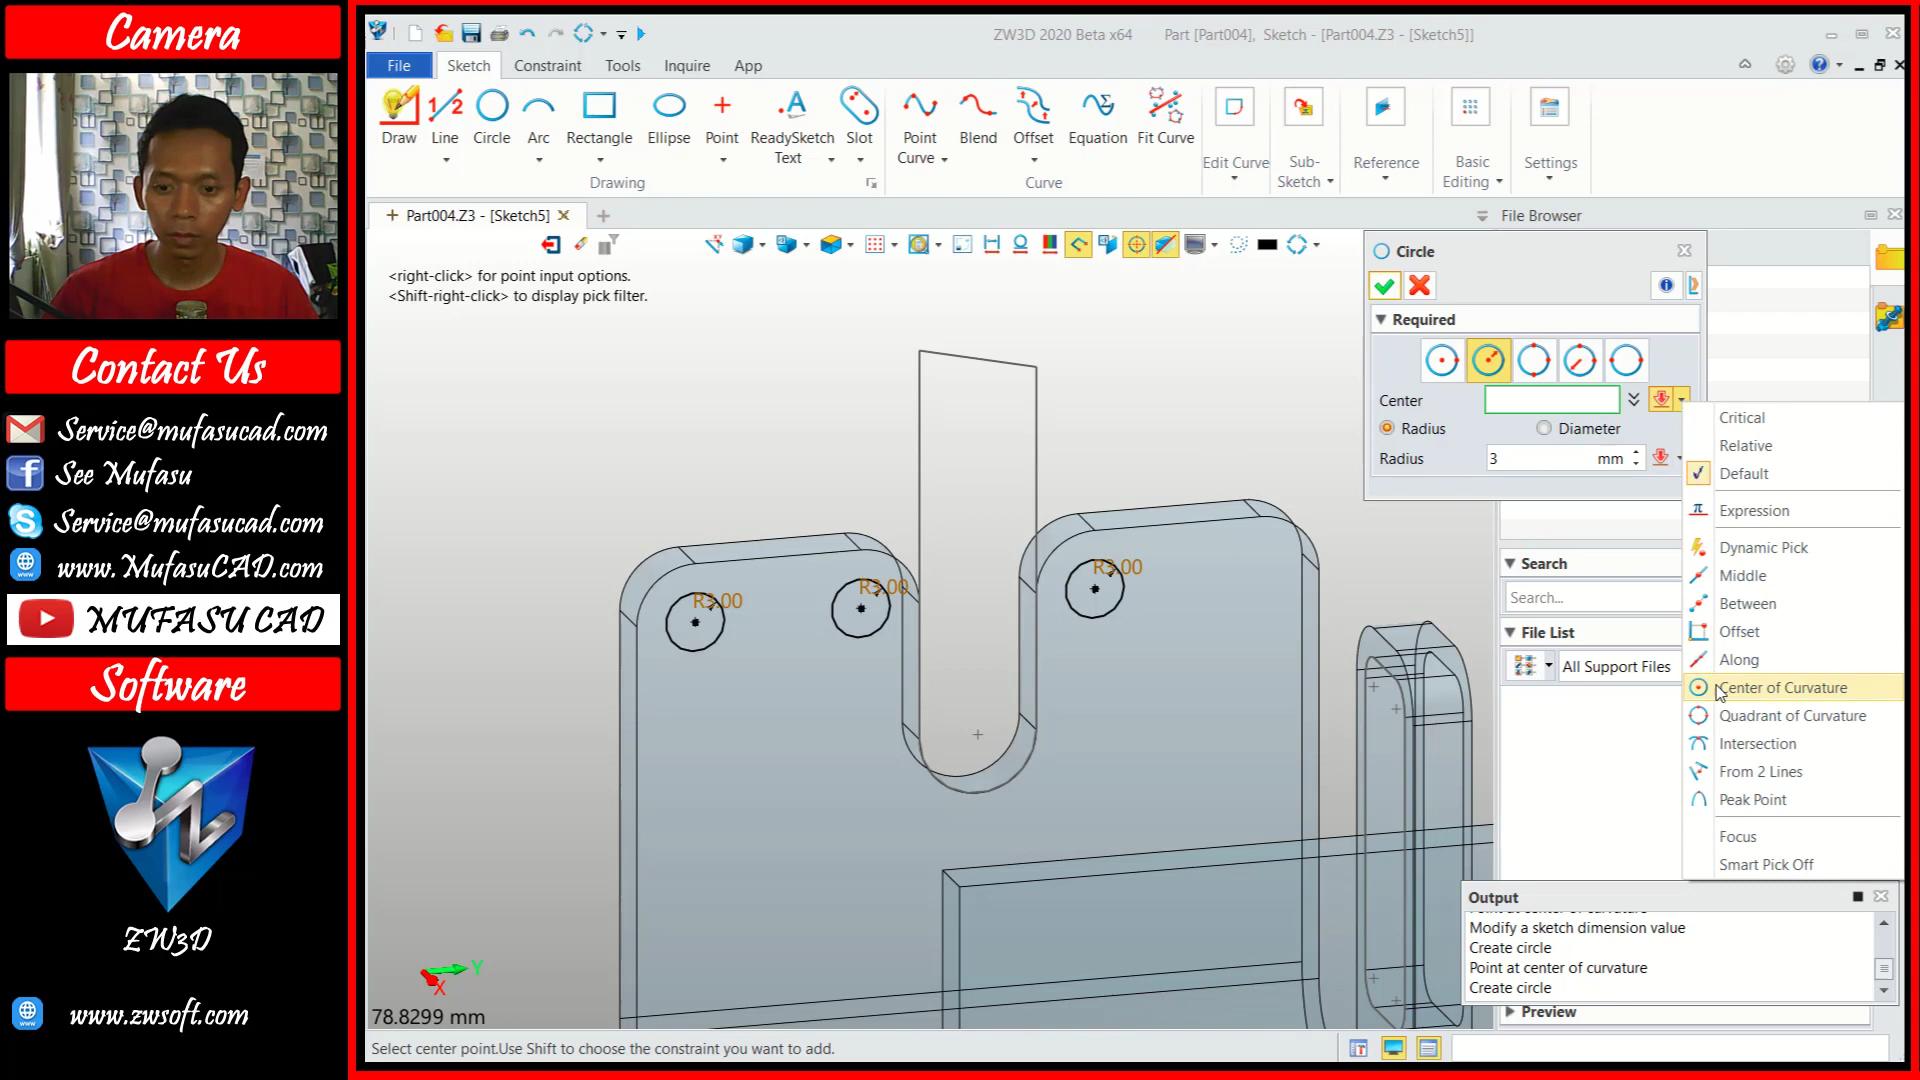 Camera
Contact Us
Service@mufasucad.com
See Mufasu
Service@mufasucad.com
www.MufasuCAD.com
MUFASU CAD
Software
ZW3D
www.zwsoft.com
ZW3D 2020 Beta x64 Part [Part004], Sketch - [Part004.Z3 - [Sketch5]]
File Sketch Constraint Tools Inquire App
Draw Line Circle Arc Rectangle Ellipse Point ReadySketch Text Slot
Drawing
Point Curve Blend Offset Equation Fit Curve
Curve
Edit Curve Sub-Sketch Reference Basic Editing Settings
Part004.Z3 - [Sketch5]
File Browser
<right-click> for point input options.
<Shift-right-click> to display pick filter.
Circle
Required
Center
Radius Diameter
Radius 3 mm
Critical
Relative
Default
Expression
Dynamic Pick
Middle
Between
Offset
Along
Center of Curvature
Quadrant of Curvature
Intersection
From 2 Lines
Peak Point
Focus
Smart Pick Off
Search
Search...
File List
All Support Files
R3.00
R3.00
R3.00
Output
Modify a sketch dimension value
Create circle
Point at center of curvature
Create circle
Preview
Y
X
78.8299 mm
Select center point.Use Shift to choose the constraint you want to add.